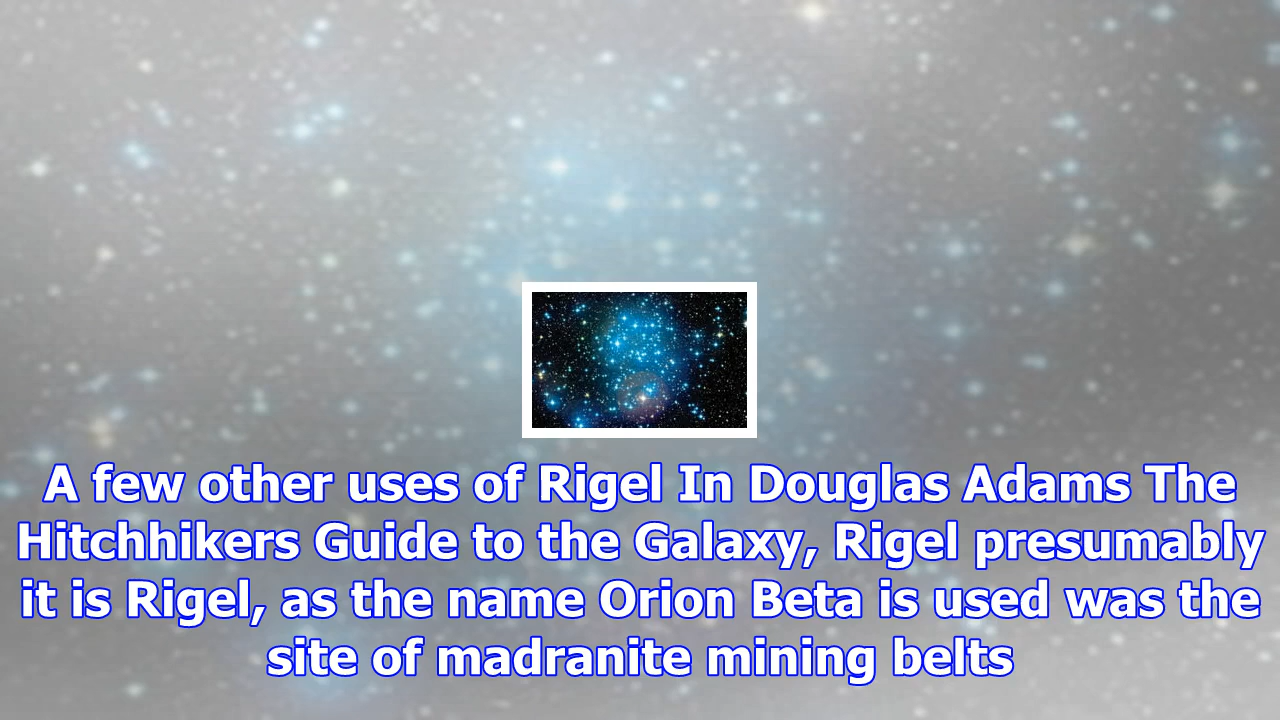 A few other uses of Rigel In Douglas Adams The
Hitchhikers Guide to the Galaxy, Rigel presumably
it is Rigel, as the name Orion Beta is used was the
site of madranite mining belts